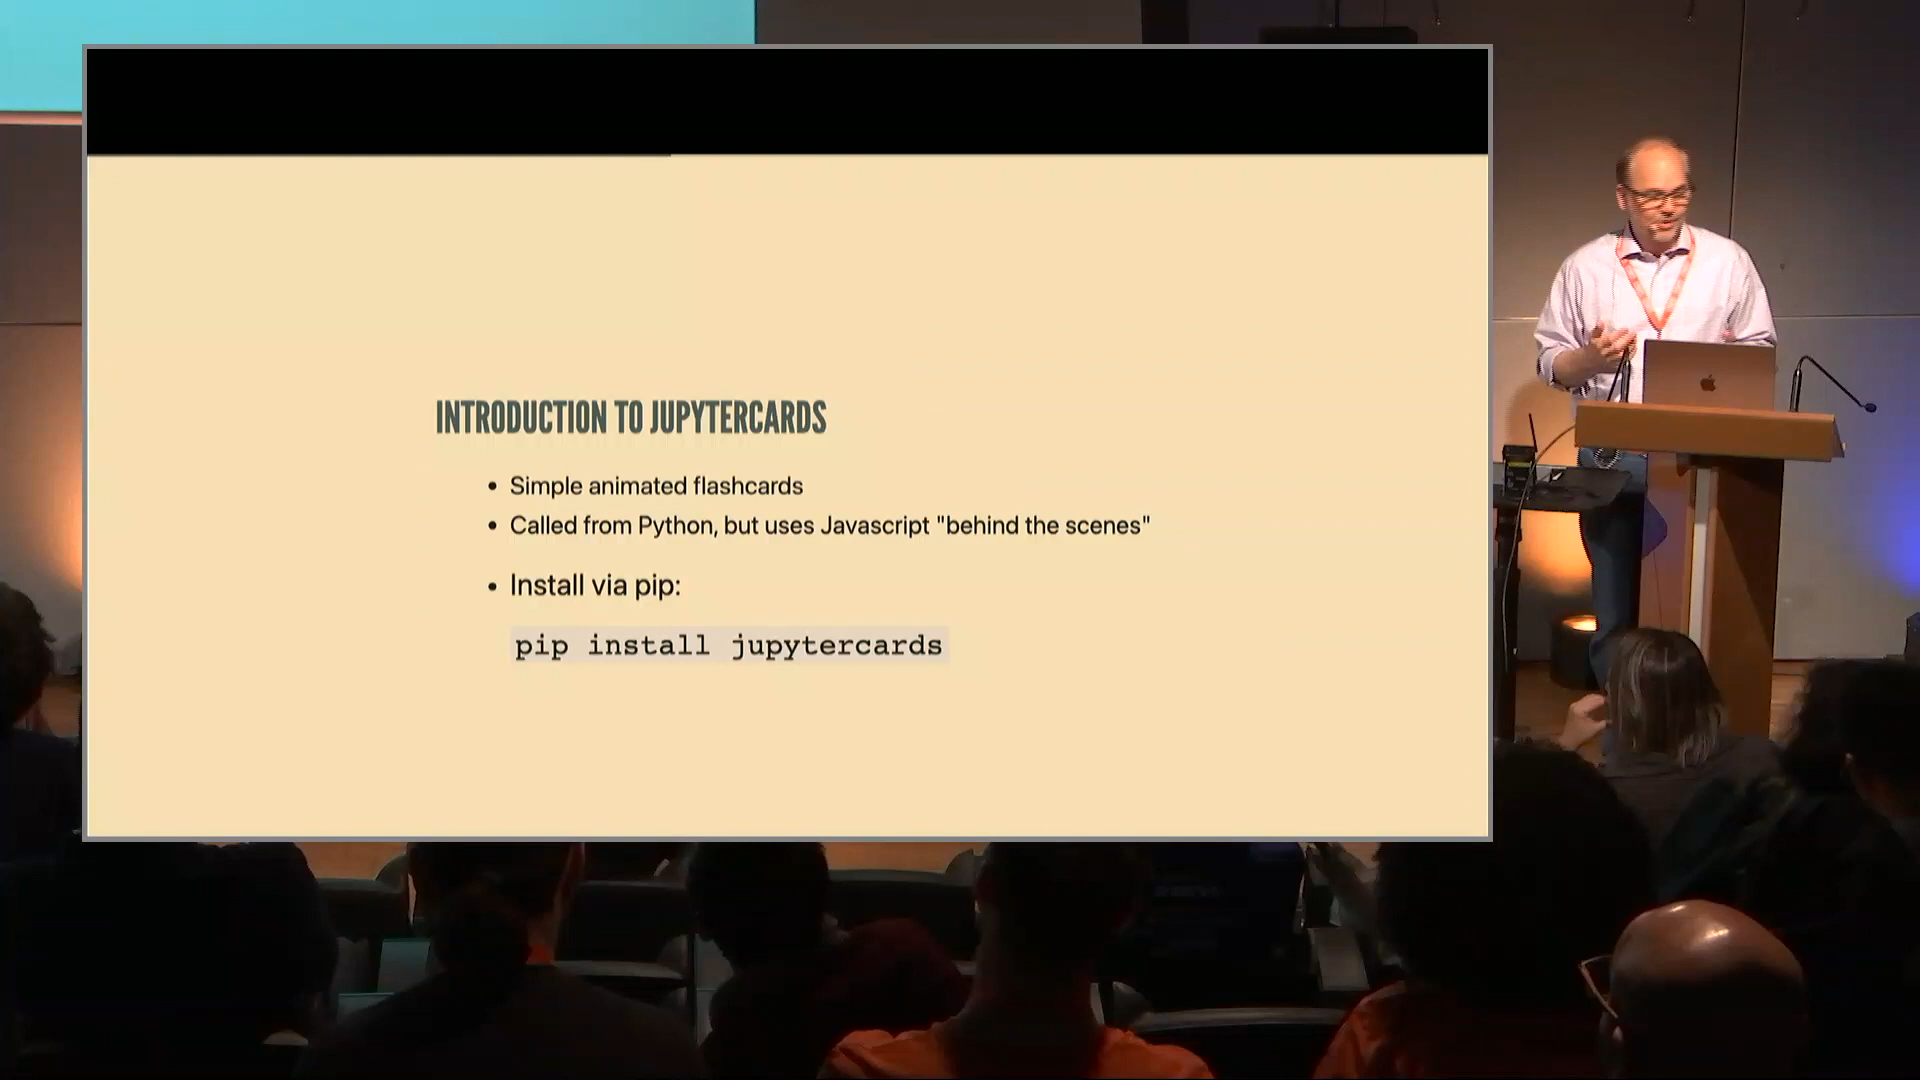 INTRODUCTION TO JUPYTERCARDS
• Simple animated flashcards
• Called from Python, but uses Javascript "behind the scenes"
• Install via pip:
pip install jupytercards